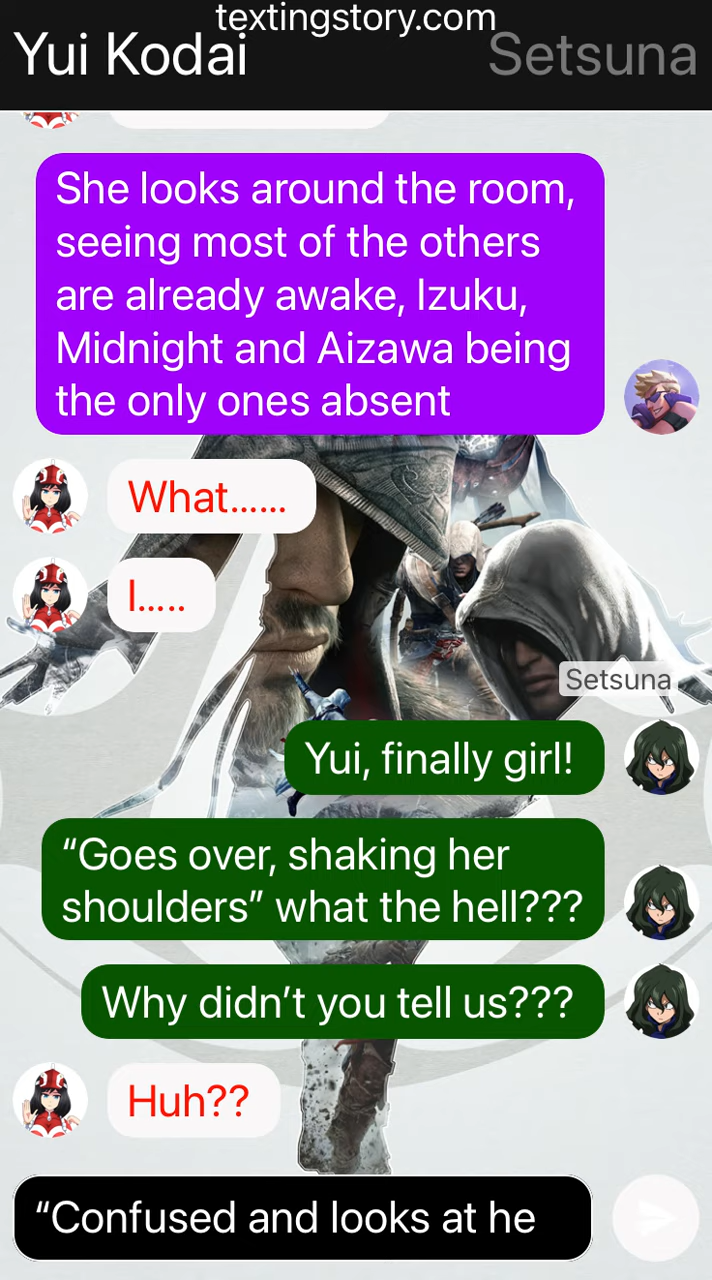 textingstory.com
Yui Kodai
Setsuna
She looks around the room,
seeing most of the others
are already awake, Izuku,
Midnight and Aizawa being
the only ones absent
What......
I.....
Setsuna
Yui, finally girl!
“Goes over, shaking her
shoulders” what the hell???
Why didn’t you tell us???
Huh??
“Confused and looks at he